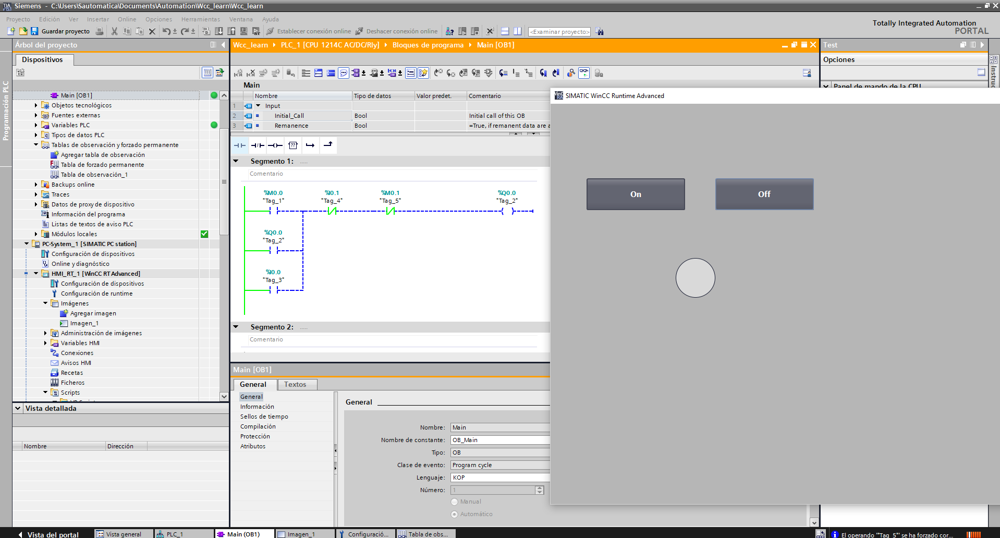 Siemens - C:\Users\Sautomatica\Documents\Automation\Wcc_learn\Wcc_learn
Proyecto Edición Ver Insertar Online Opciones Herramientas Ventana Ayuda
Guardar proyecto Establecer conexión online Deshacer conexión online <Examinar proyecto>
Totally Integrated Automation
PORTAL
Árbol del proyecto
Dispositivos
Programación PLC
Main [OB1]
Objetos tecnológicos
Fuentes externas
Variables PLC
Tipos de datos PLC
Tablas de observación y forzado permanente
Agregar tabla de observación
Tabla de forzado permanente
Tabla de observación_1
Backups online
Traces
Datos de proxy de dispositivo
Información del programa
Listas de textos de aviso PLC
Módulos locales
PC-System_1 [SIMATIC PC station]
Configuración de dispositivos
Online y diagnóstico
HMI_RT_1 [WinCC RT Advanced]
Configuración de dispositivos
Configuración de runtime
Imágenes
Agregar imagen
Imagen_1
Administración de imágenes
Variables HMI
Conexiones
Avisos HMI
Recetas
Ficheros
Scripts
Vista detallada
Nombre Dirección
Wcc_learn PLC_1 [CPU 1214C AC/DC/Rly] Bloques de programa Main [OB1]
Main
Nombre Tipo de datos Valor predet. Comentario
1 Input
2 Initial_Call Bool Initial call of this OB
3 Remanence Bool =True, if remanent data are a
Segmento 1: .....
Comentario
%M0.0 %I0.1 %M0.1 %Q0.0
"Tag_1" "Tag_4" "Tag_5" "Tag_2"
%Q0.0
"Tag_2"
%I0.0
"Tag_3"
Segmento 2: .....
Comentario
Main [OB1]
General Textos
General
Información
Sellos de tiempo
Compilación
Protección
Atributos
General
Nombre: Main
Nombre de constante: OB_Main
Tipo: OB
Clase de evento: Program cycle
Lenguaje: KOP
Número: 1
Manual
Automático
Test
Opciones
Panel de mando de la CPU
Instruc
SIMATIC WinCC Runtime Advanced
On Off
Vista del portal Vista general PLC_1 Main (OB1) Imagen_1 Configuració... Tabla de obs... El operando '"Tag_5"' se ha forzado cor...